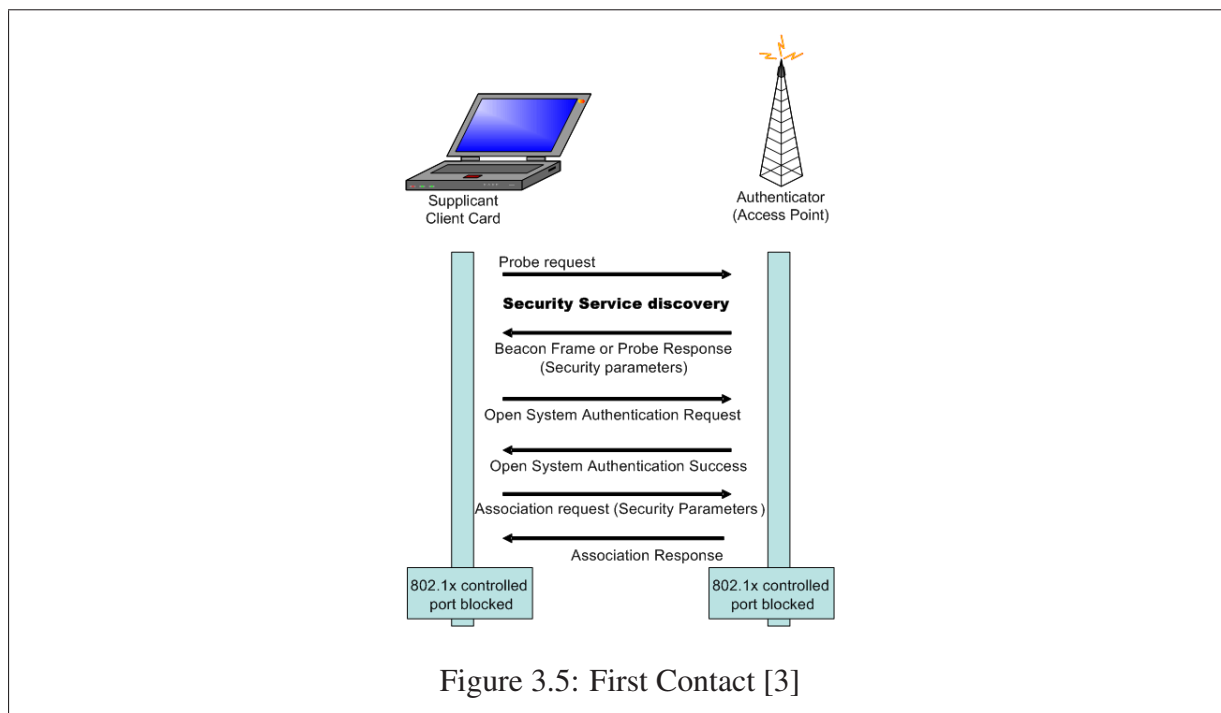 Supplicant
Client Card
Authenticator
(Access Point)
Probe request
Security Service discovery
Beacon Frame or Probe Response
(Security parameters)
Open System Authentication Request
Open System Authentication Success
Association request (Security Parameters )
Association Response
802.1x controlled
port blocked
802.1x controlled
port blocked
Figure 3.5: First Contact [3]